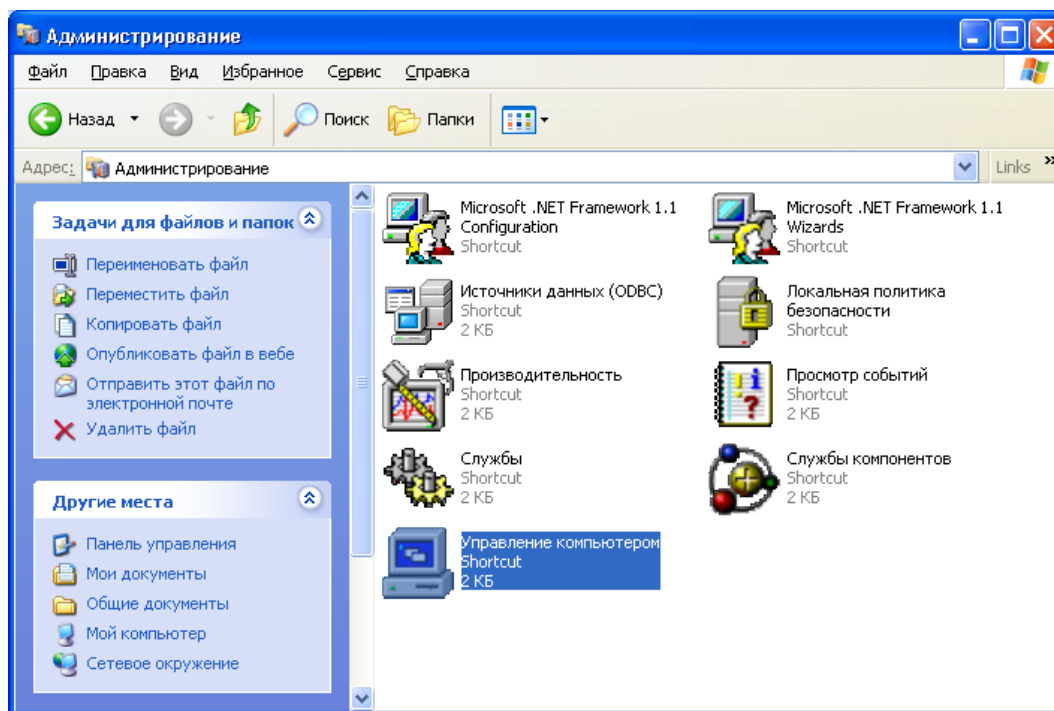 Администрирование
Файл Правка Вид Избранное Сервис Справка
Назад Поиск Папки
Адрес: Администрирование Links
Задачи для файлов и папок
Переименовать файл
Переместить файл
Копировать файл
Опубликовать файл в вебе
Отправить этот файл по
электронной почте
Удалить файл
Другие места
Панель управления
Мои документы
Общие документы
Мой компьютер
Сетевое окружение
Microsoft .NET Framework 1.1
Configuration
Shortcut
Microsoft .NET Framework 1.1
Wizards
Shortcut
Источники данных (ODBC)
Shortcut
2 КБ
Локальная политика
безопасности
Shortcut
Производительность
Shortcut
2 КБ
Просмотр событий
Shortcut
2 КБ
Службы
Shortcut
2 КБ
Службы компонентов
Shortcut
2 КБ
Управление компьютером
Shortcut
2 КБ